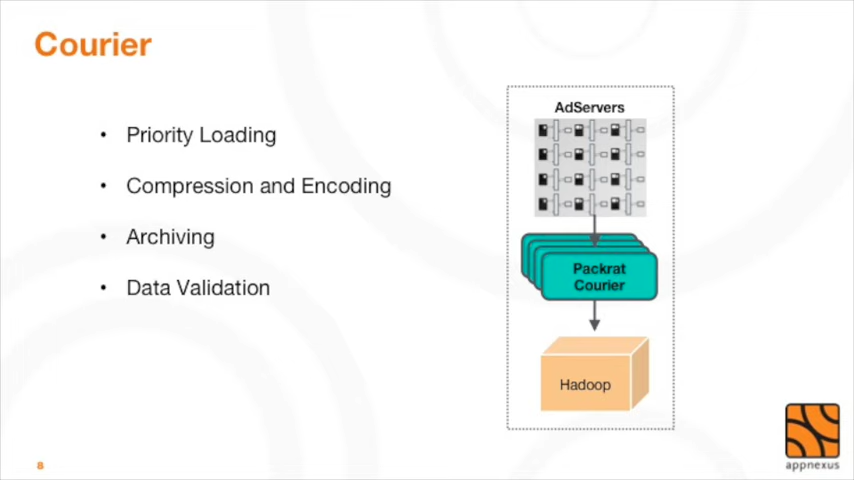 Courier
• Priority Loading
• Compression and Encoding
• Archiving
• Data Validation
AdServers
Packrat
Courier
Hadoop
8
appnexus